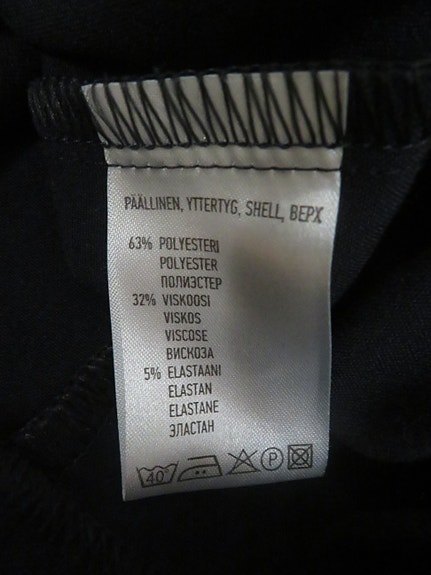 PÄÄLLINEN, YTTERTYG, SHELL, ВЕРХ
63% POLYESTERI
POLYESTER
ПОЛИЭСТЕР
32% VISKOOSI
VISKOS
VISCOSE
ВИСКОЗА
5% ELASTAANI
ELASTAN
ELASTANE
ЭЛАСТАН
40° P